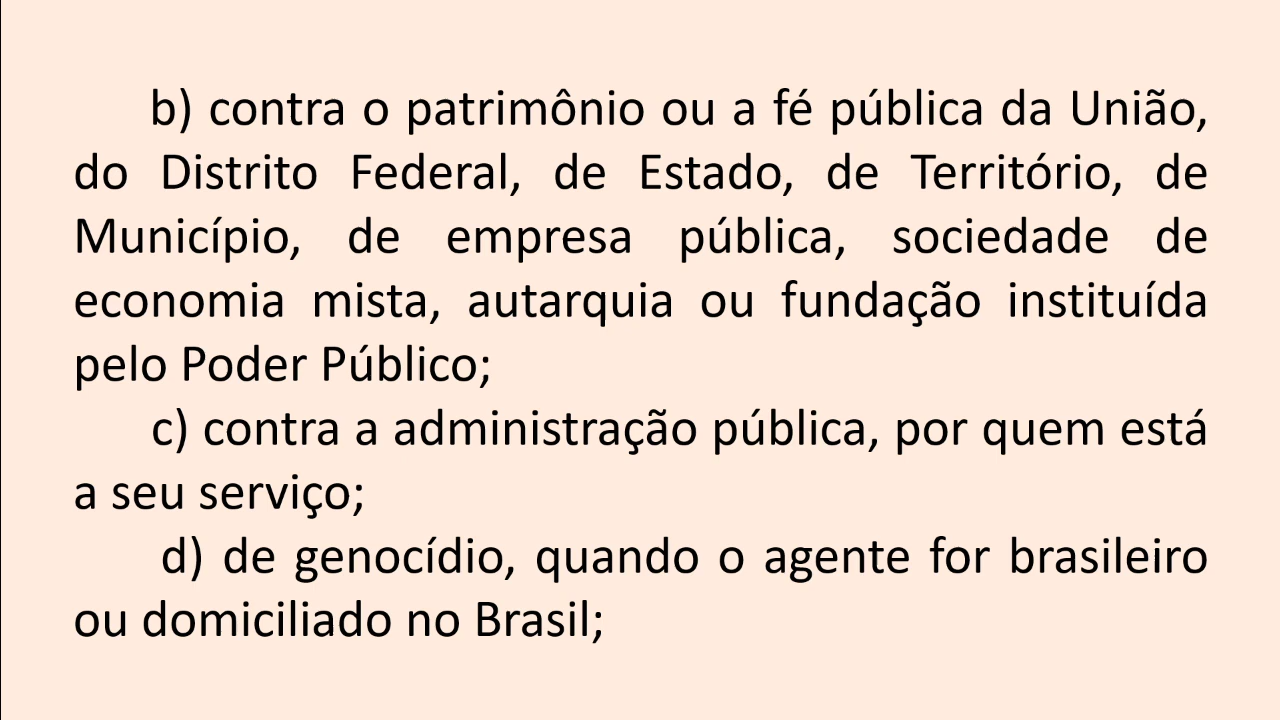 b) contra o patrimônio ou a fé pública da União,
do Distrito Federal, de Estado, de Território, de
Município, de empresa pública, sociedade de
economia mista, autarquia ou fundação instituída
pelo Poder Público;
c) contra a administração pública, por quem está
a seu serviço;
d) de genocídio, quando o agente for brasileiro
ou domiciliado no Brasil;